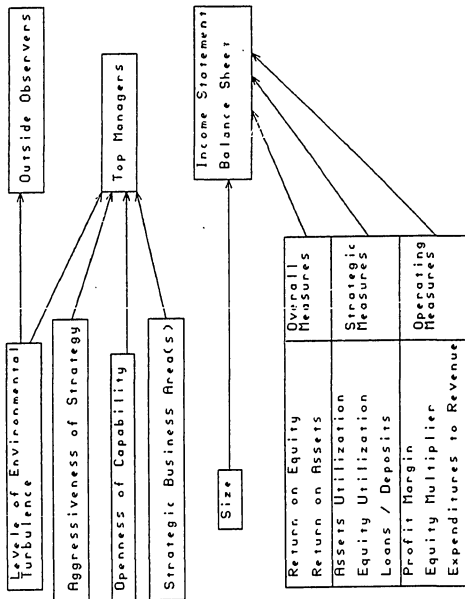 Levele of Environmental
Turbulence
Aggressiveness of Strategy
Openness of Capability
Strategic Business Area(s)
Outside Observers
Top Managers
Size
Income Statement
Balance Sheet
Return on Equity
Return on Assets
Overall
Measures
Assets Utilization
Equity Utilization
Loans / Deposits
Strategic
Measures
Profit Margin
Equity Multiplier
Expenditures to Revenue
Operating
Measures